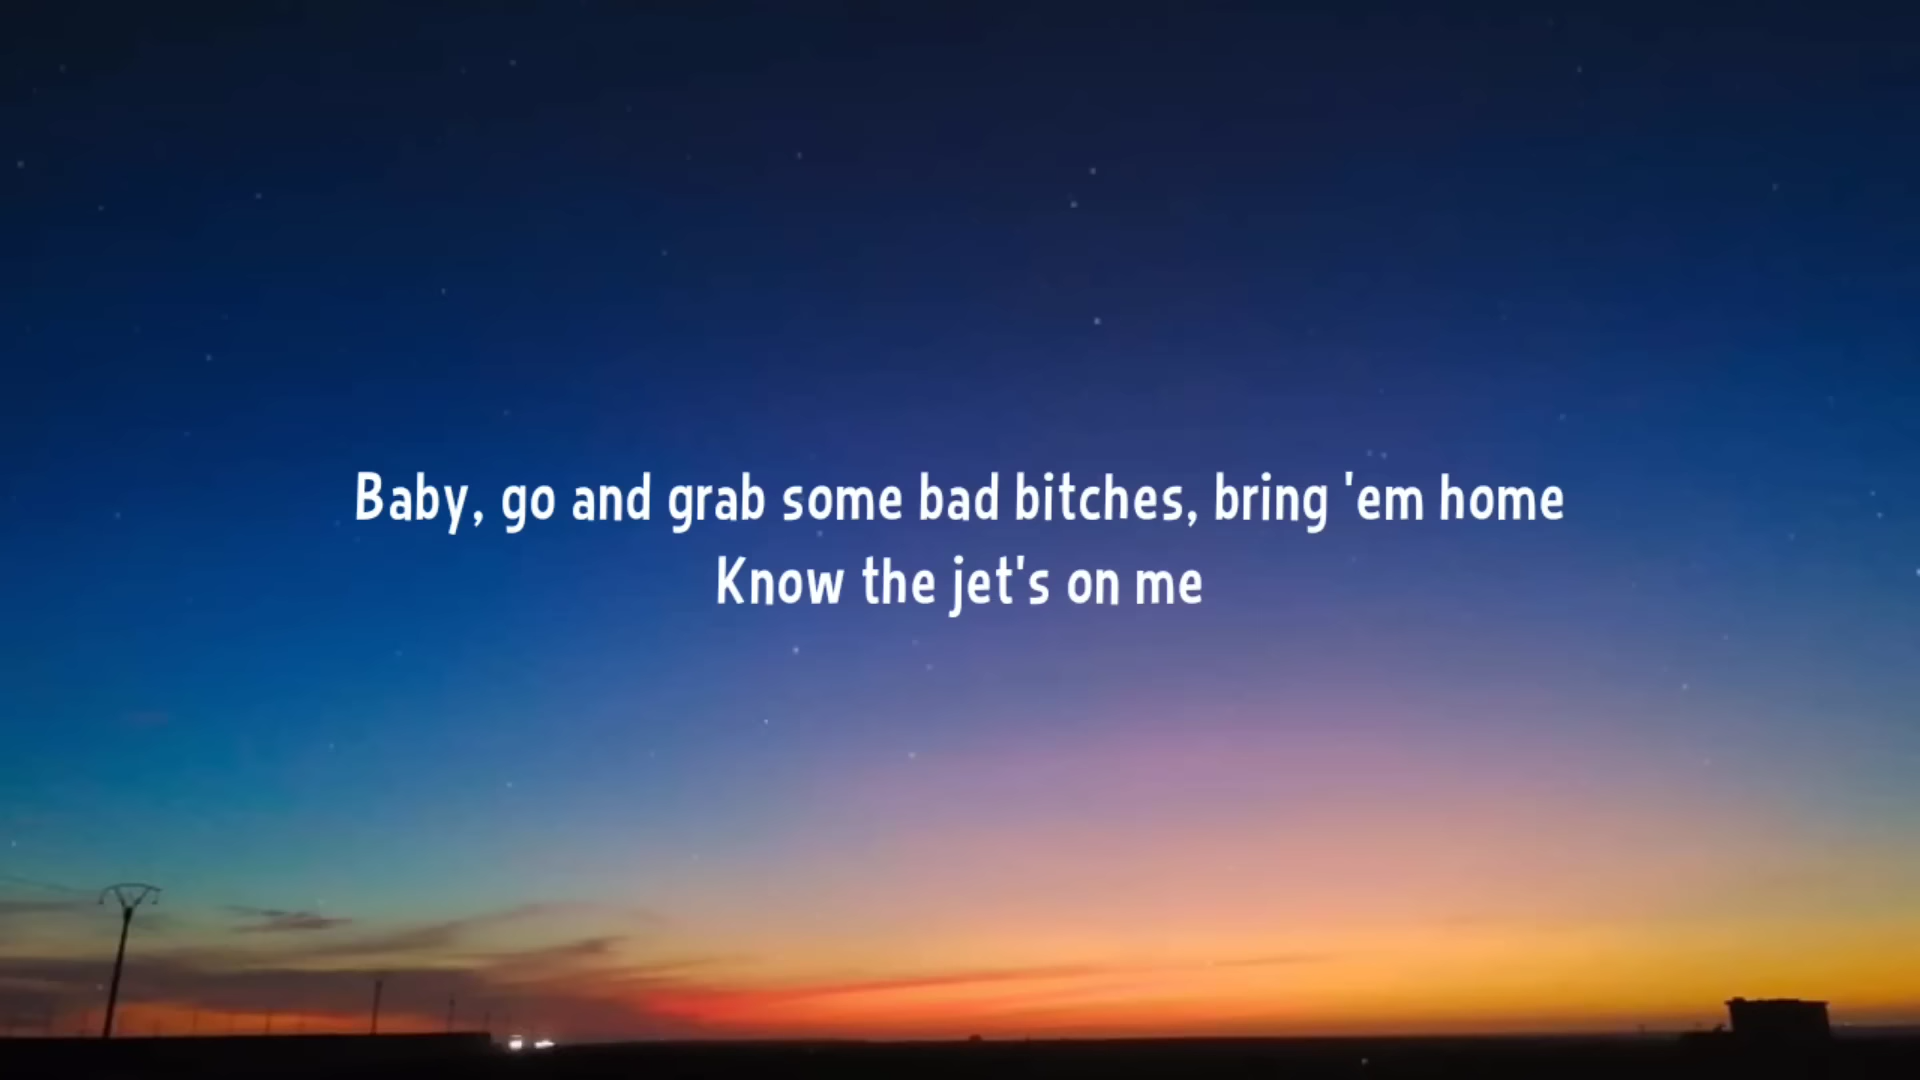 Baby, go and grab some bad bitches, bring 'em home
Know the jet's on me